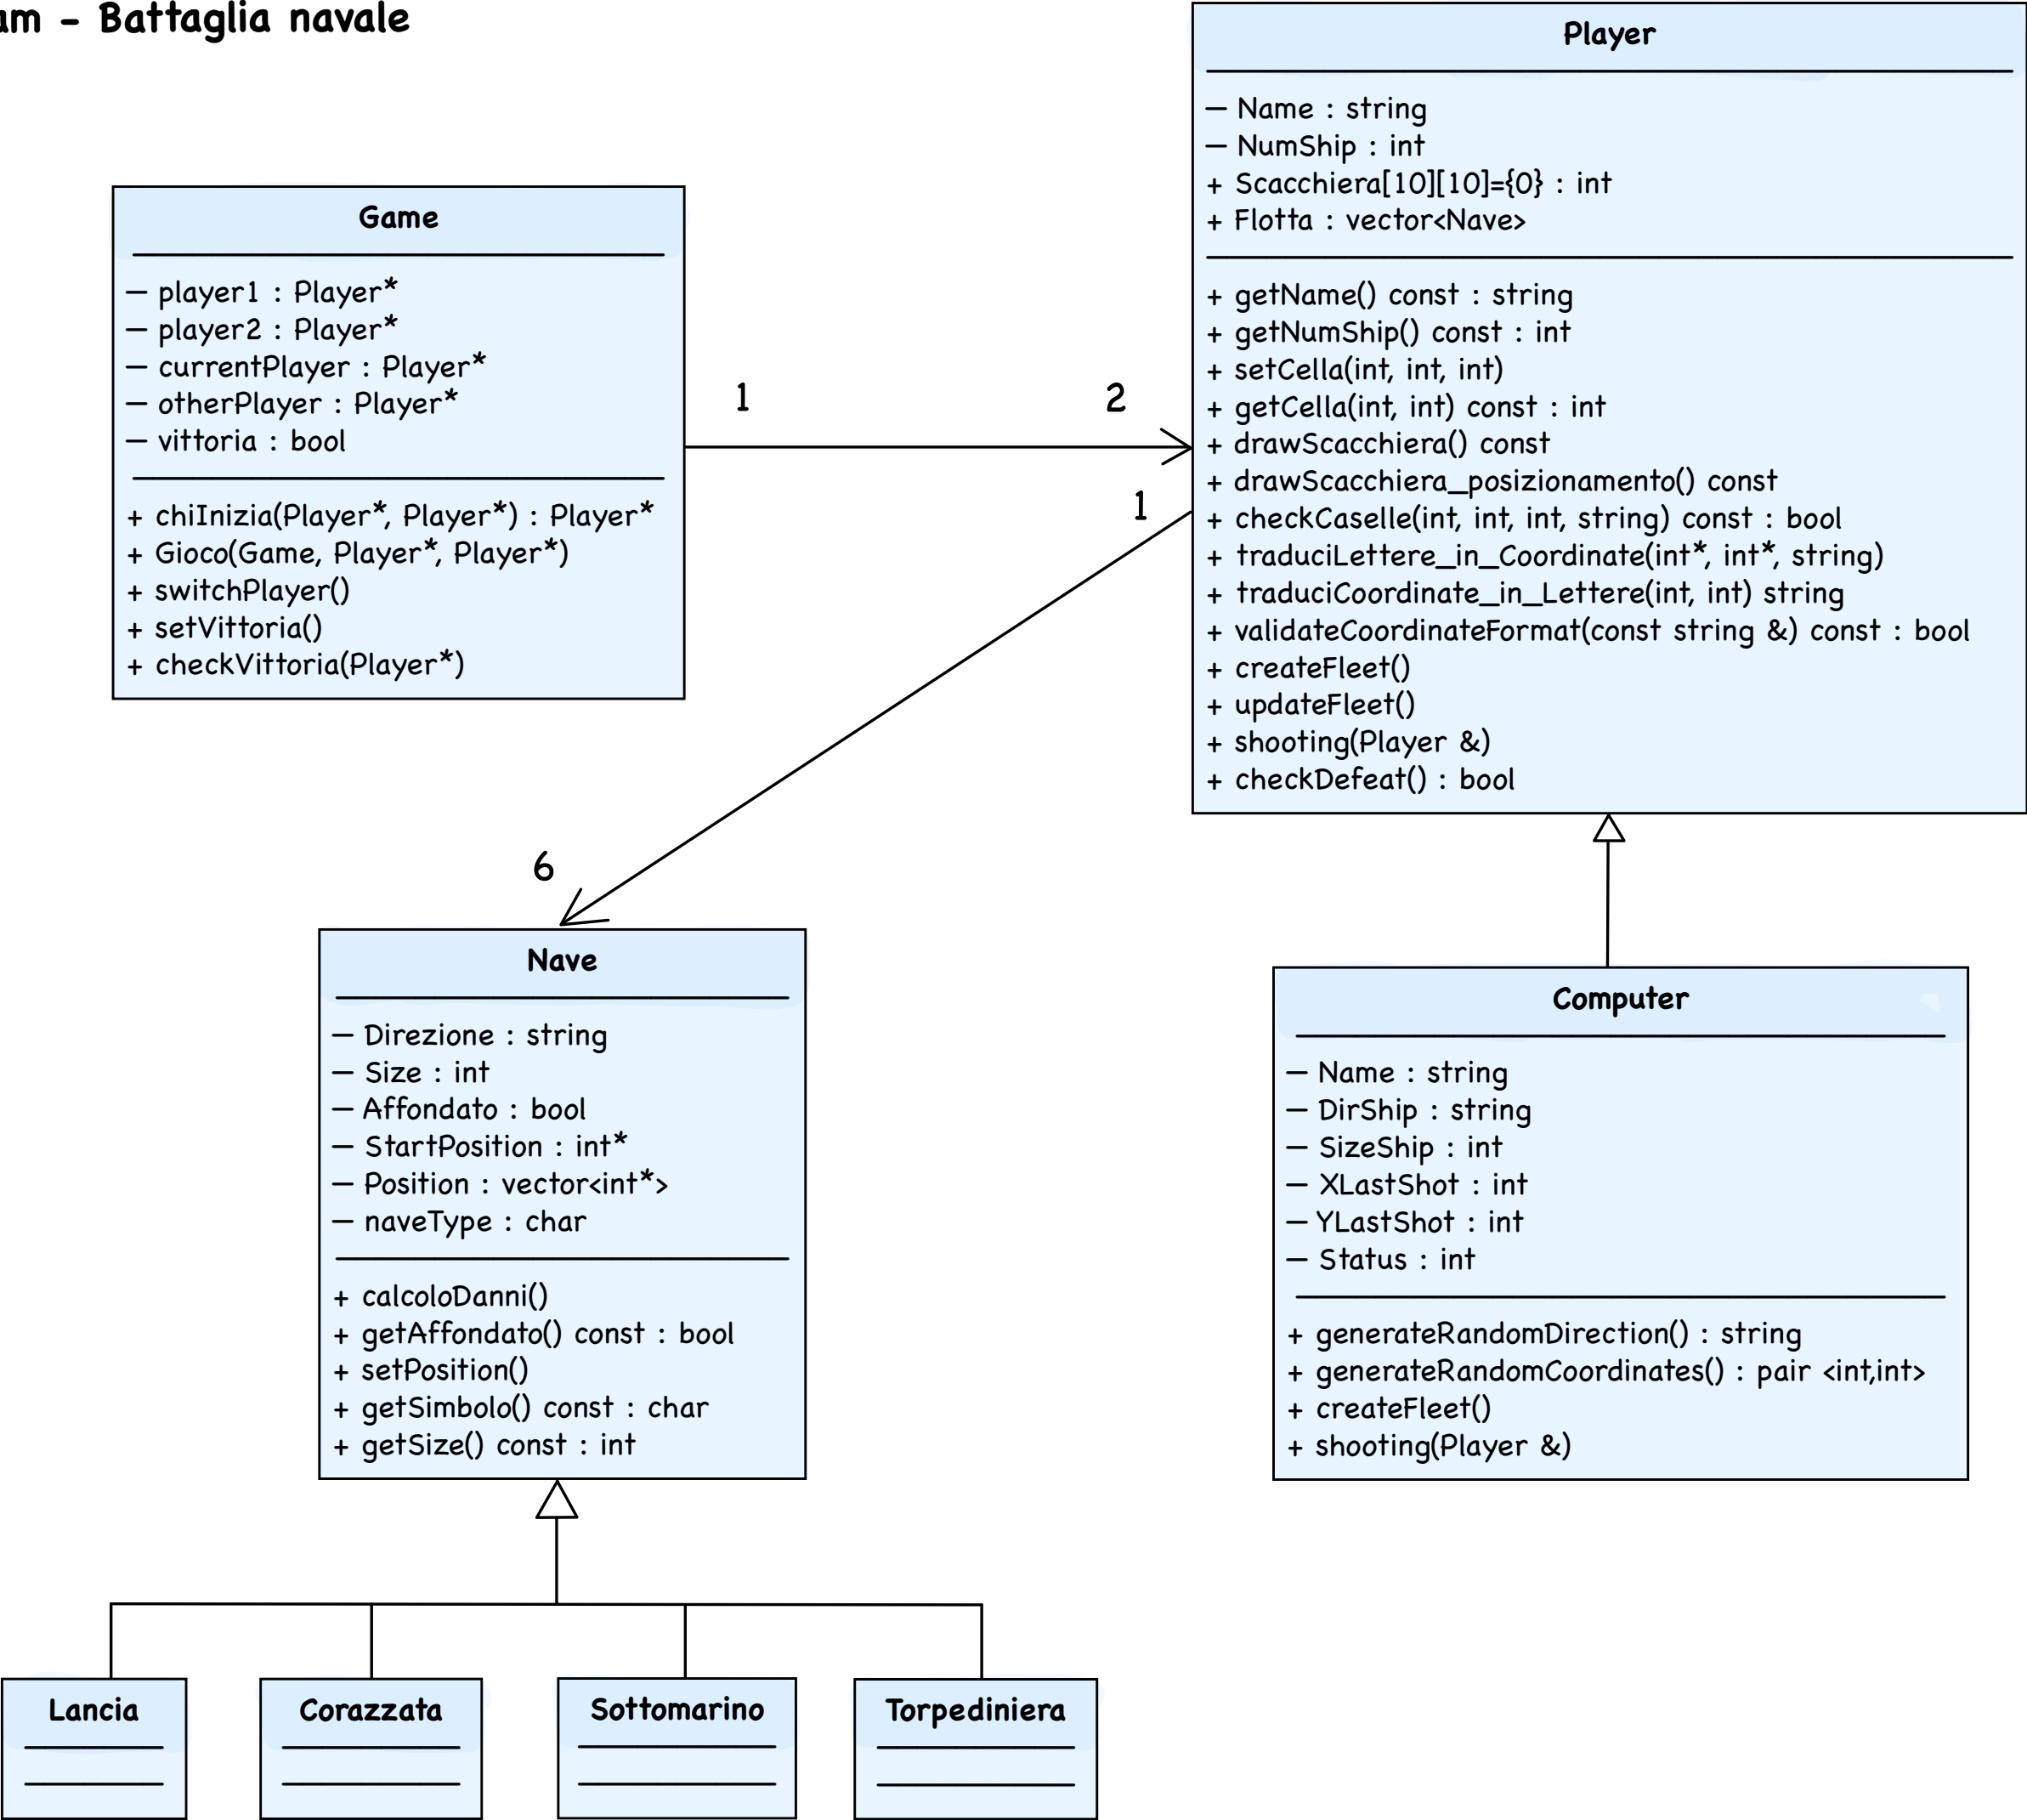 am - Battaglia navale
Player
— Name : string
— NumShip : int
+ Scacchiera[10][10]={0} : int
+ Flotta : vector<Nave>
+ getName() const : string
+ getNumShip() const : int
+ setCella(int, int, int)
+ getCella(int, int) const : int
+ drawScacchiera() const
+ drawScacchiera_posizionamento() const
+ checkCaselle(int, int, int, string) const : bool
+ traduciLettere_in_Coordinate(int*, int*, string)
+ traduciCoordinate_in_Lettere(int, int) string
+ validateCoordinateFormat(const string &) const : bool
+ createFleet()
+ updateFleet()
+ shooting(Player &)
+ checkDefeat() : bool
Game
— player1 : Player*
— player2 : Player*
— currentPlayer : Player*
— otherPlayer : Player*
— vittoria : bool
+ chiInizia(Player*, Player*) : Player*
+ Gioco(Game, Player*, Player*)
+ switchPlayer()
+ setVittoria()
+ checkVittoria(Player*)
1
2
1
6
Nave
— Direzione : string
— Size : int
— Affondato : bool
— StartPosition : int*
— Position : vector<int*>
— naveType : char
+ calcoloDanni()
+ getAffondato() const : bool
+ setPosition()
+ getSimbolo() const : char
+ getSize() const : int
Computer
— Name : string
— DirShip : string
— SizeShip : int
— XLastShot : int
— YLastShot : int
— Status : int
+ generateRandomDirection() : string
+ generateRandomCoordinates() : pair <int,int>
+ createFleet()
+ shooting(Player &)
Lancia
Corazzata
Sottomarino
Torpediniera